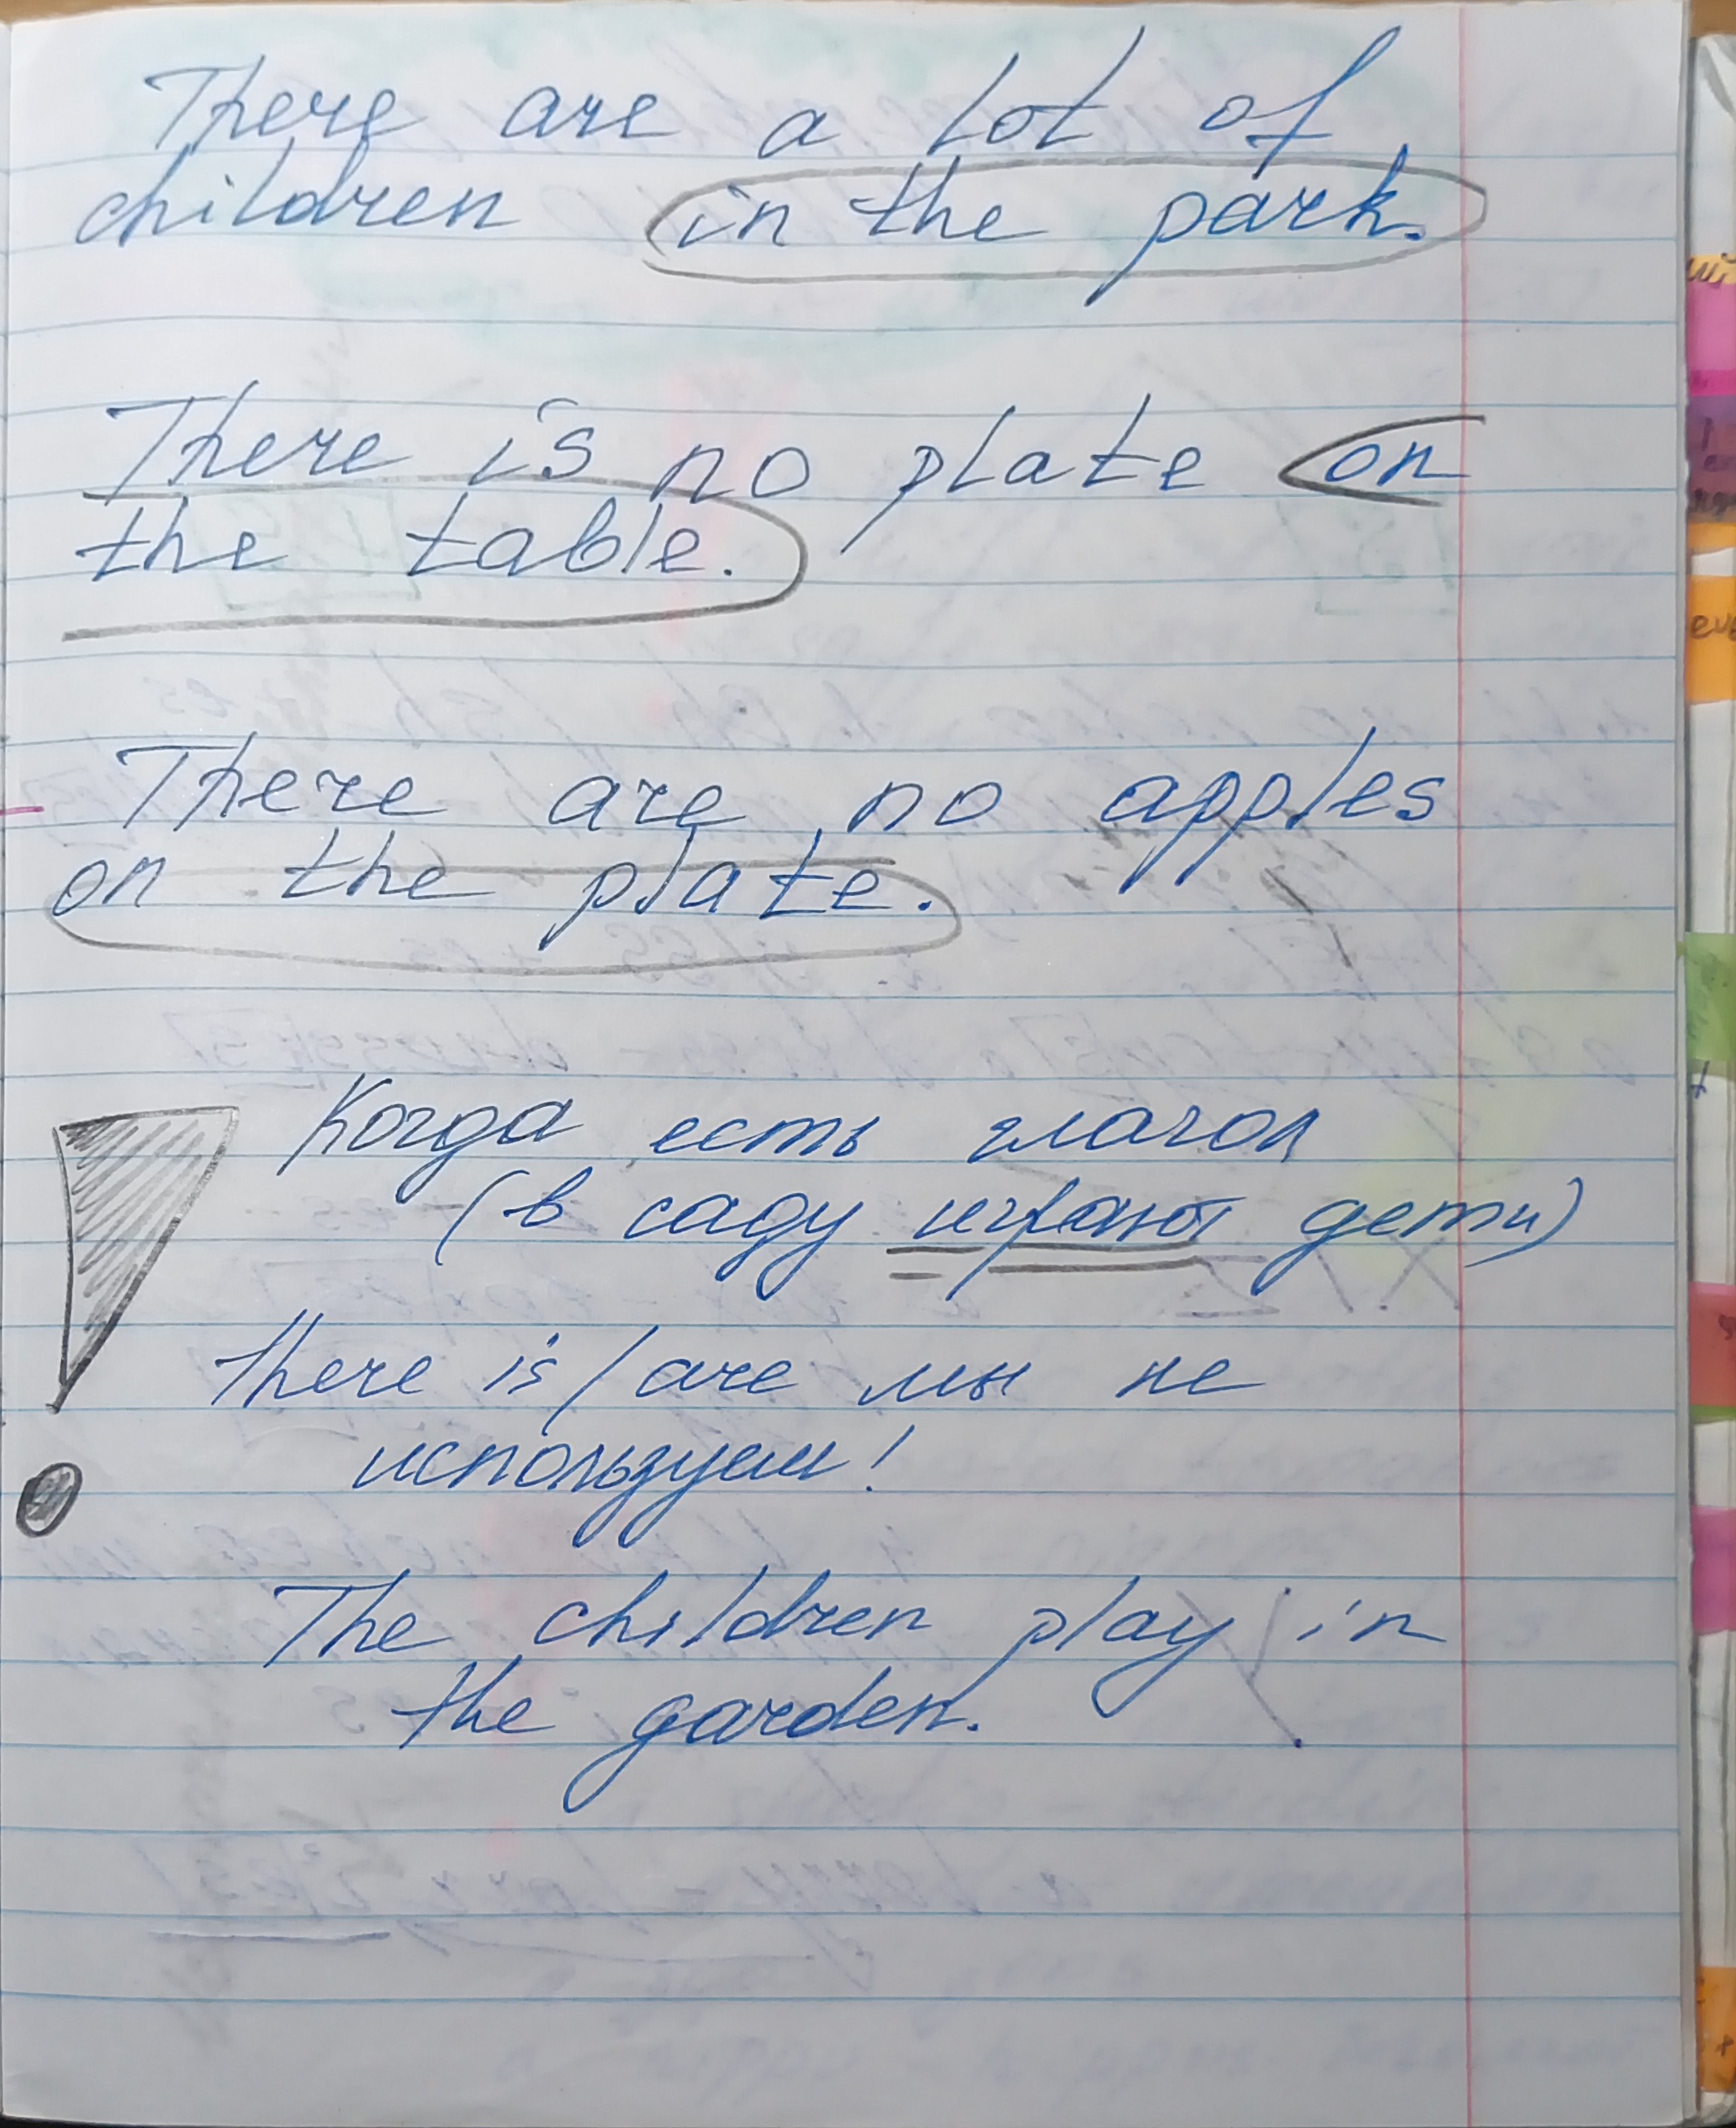 There are a lot of
children in the park.
There is no plate on
the table.
There are no apples
on the plate.
Когда есть глагол
(в саду играют дети)
there is/are мы не
используем!
The children play in
the garden.